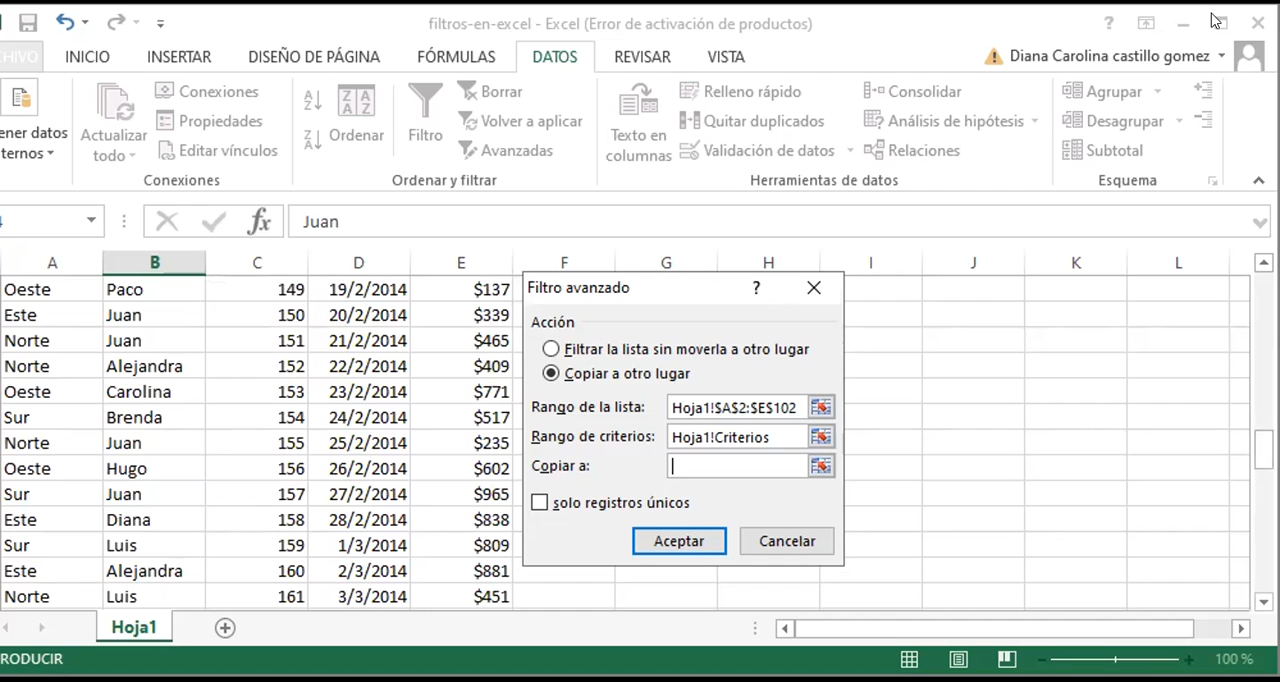 filtros-en-excel - Excel (Error de activación de productos)
?
INICIO INSERTAR DISEÑO DE PÁGINA FÓRMULAS DATOS REVISAR VISTA Diana Carolina castillo gomez
Conexiones Borrar Relleno rápido Consolidar Agrupar
Actualizar todo Propiedades Ordenar Filtro Volver a aplicar Texto en columnas Quitar duplicados Análisis de hipótesis Desagrupar
Editar vínculos Avanzadas Validación de datos Relaciones Subtotal
Conexiones Ordenar y filtrar Herramientas de datos Esquema
fx Juan
A B C D E F G H I J K L
Oeste Paco 149 19/2/2014 $137
Este Juan 150 20/2/2014 $339
Norte Juan 151 21/2/2014 $465
Norte Alejandra 152 22/2/2014 $409
Oeste Carolina 153 23/2/2014 $771
Sur Brenda 154 24/2/2014 $517
Norte Juan 155 25/2/2014 $235
Oeste Hugo 156 26/2/2014 $602
Sur Juan 157 27/2/2014 $965
Este Diana 158 28/2/2014 $838
Sur Luis 159 1/3/2014 $809
Este Alejandra 160 2/3/2014 $881
Norte Luis 161 3/3/2014 $451
Filtro avanzado ?
Acción
Filtrar la lista sin moverla a otro lugar
Copiar a otro lugar
Rango de la lista: Hoja1!$A$2:$E$102
Rango de criterios: Hoja1!Criterios
Copiar a:
solo registros únicos
Aceptar Cancelar
Hoja1
100 %